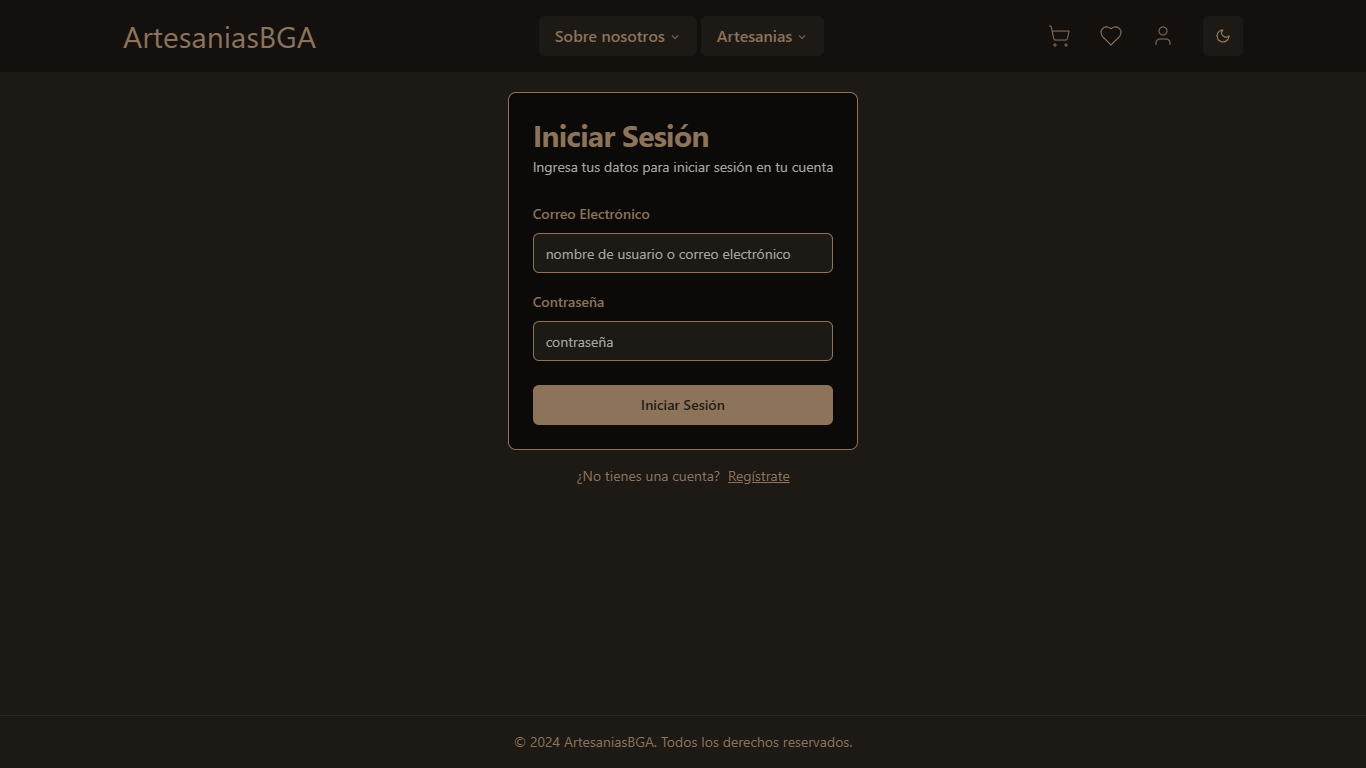 ArtesaniasBGA
Sobre nosotros
Artesanias
Iniciar Sesión
Ingresa tus datos para iniciar sesión en tu cuenta
Correo Electrónico
nombre de usuario o correo electrónico
Contraseña
contraseña
Iniciar Sesión
¿No tienes una cuenta? Regístrate
© 2024 ArtesaniasBGA. Todos los derechos reservados.